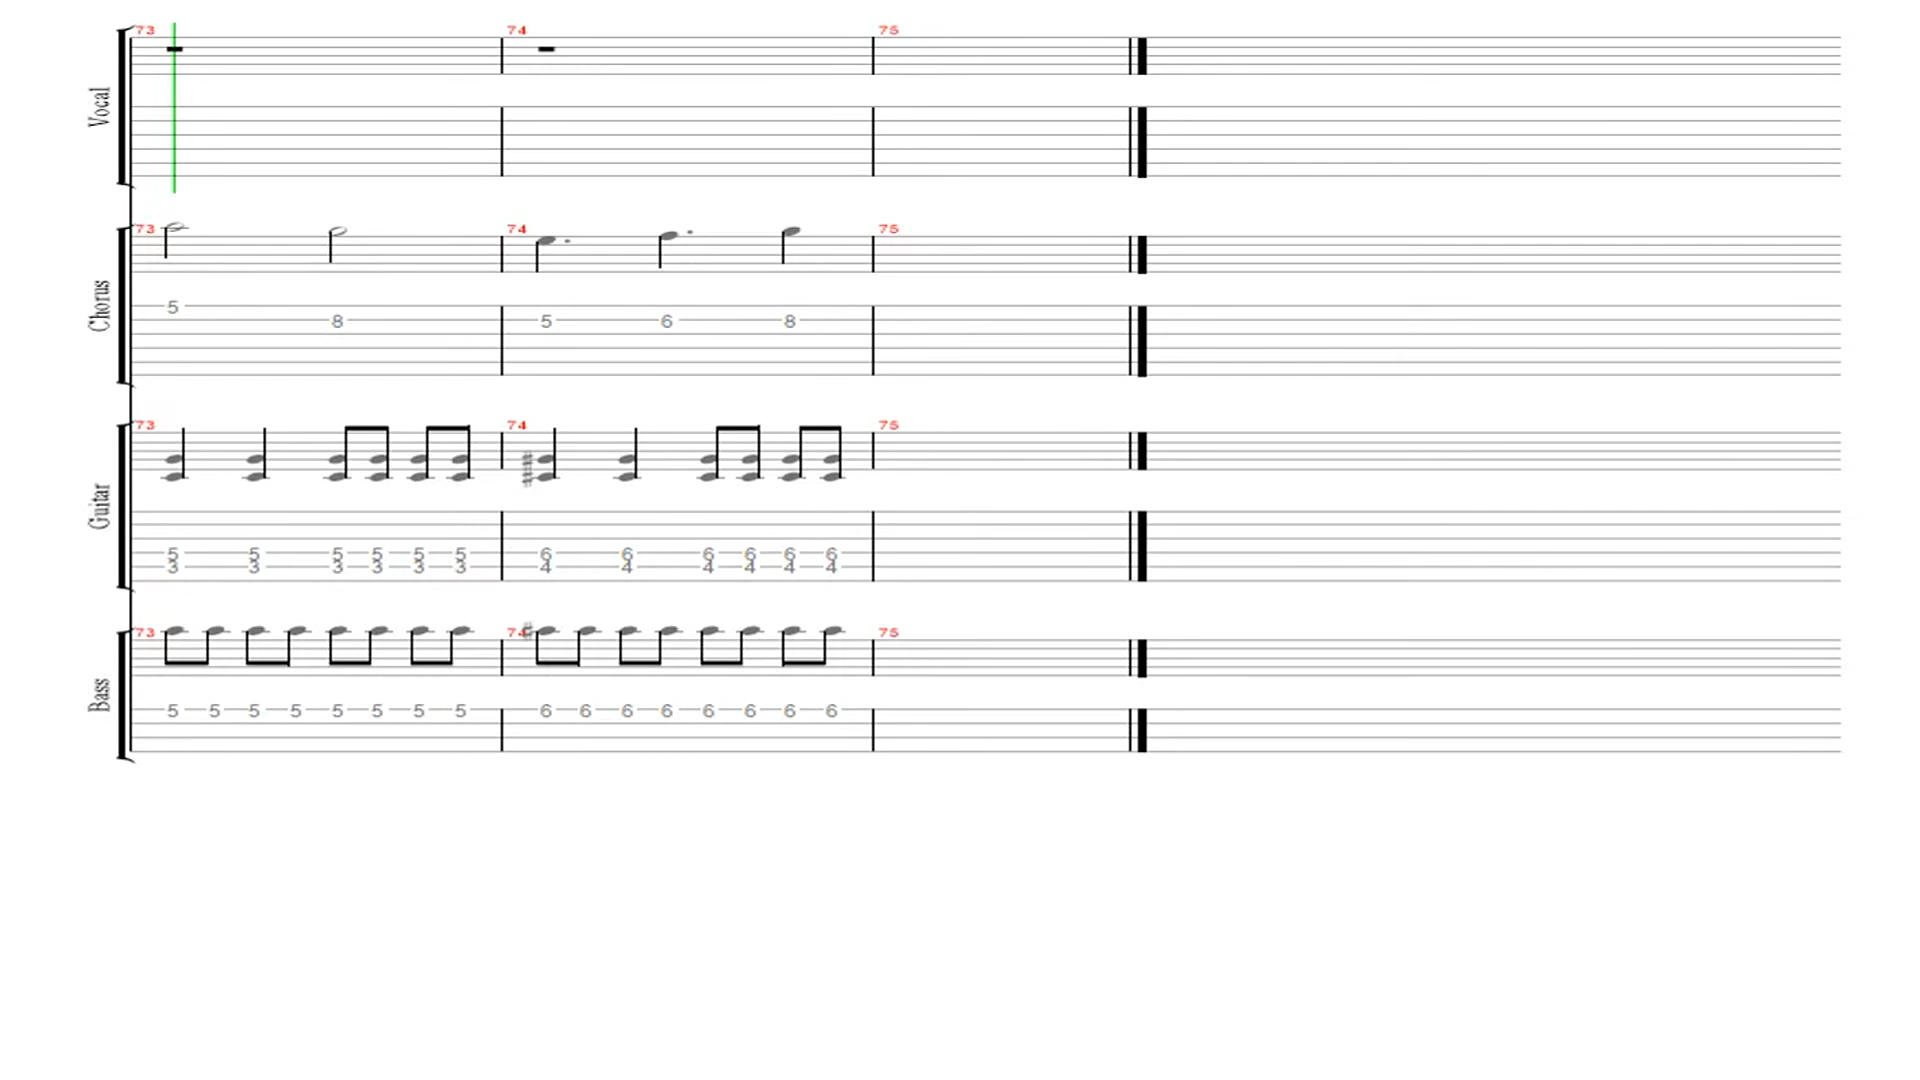 73 74 75
Vocal
73 74 75
Chorus
5 8 5 6 8
73 74 75
Guitar
5 5 5 5 5 5 6 6 6 6 6 6
3 3 3 3 3 3 4 4 4 4 4 4
73 74 75
Bass
5 5 5 5 5 5 5 5 6 6 6 6 6 6 6 6